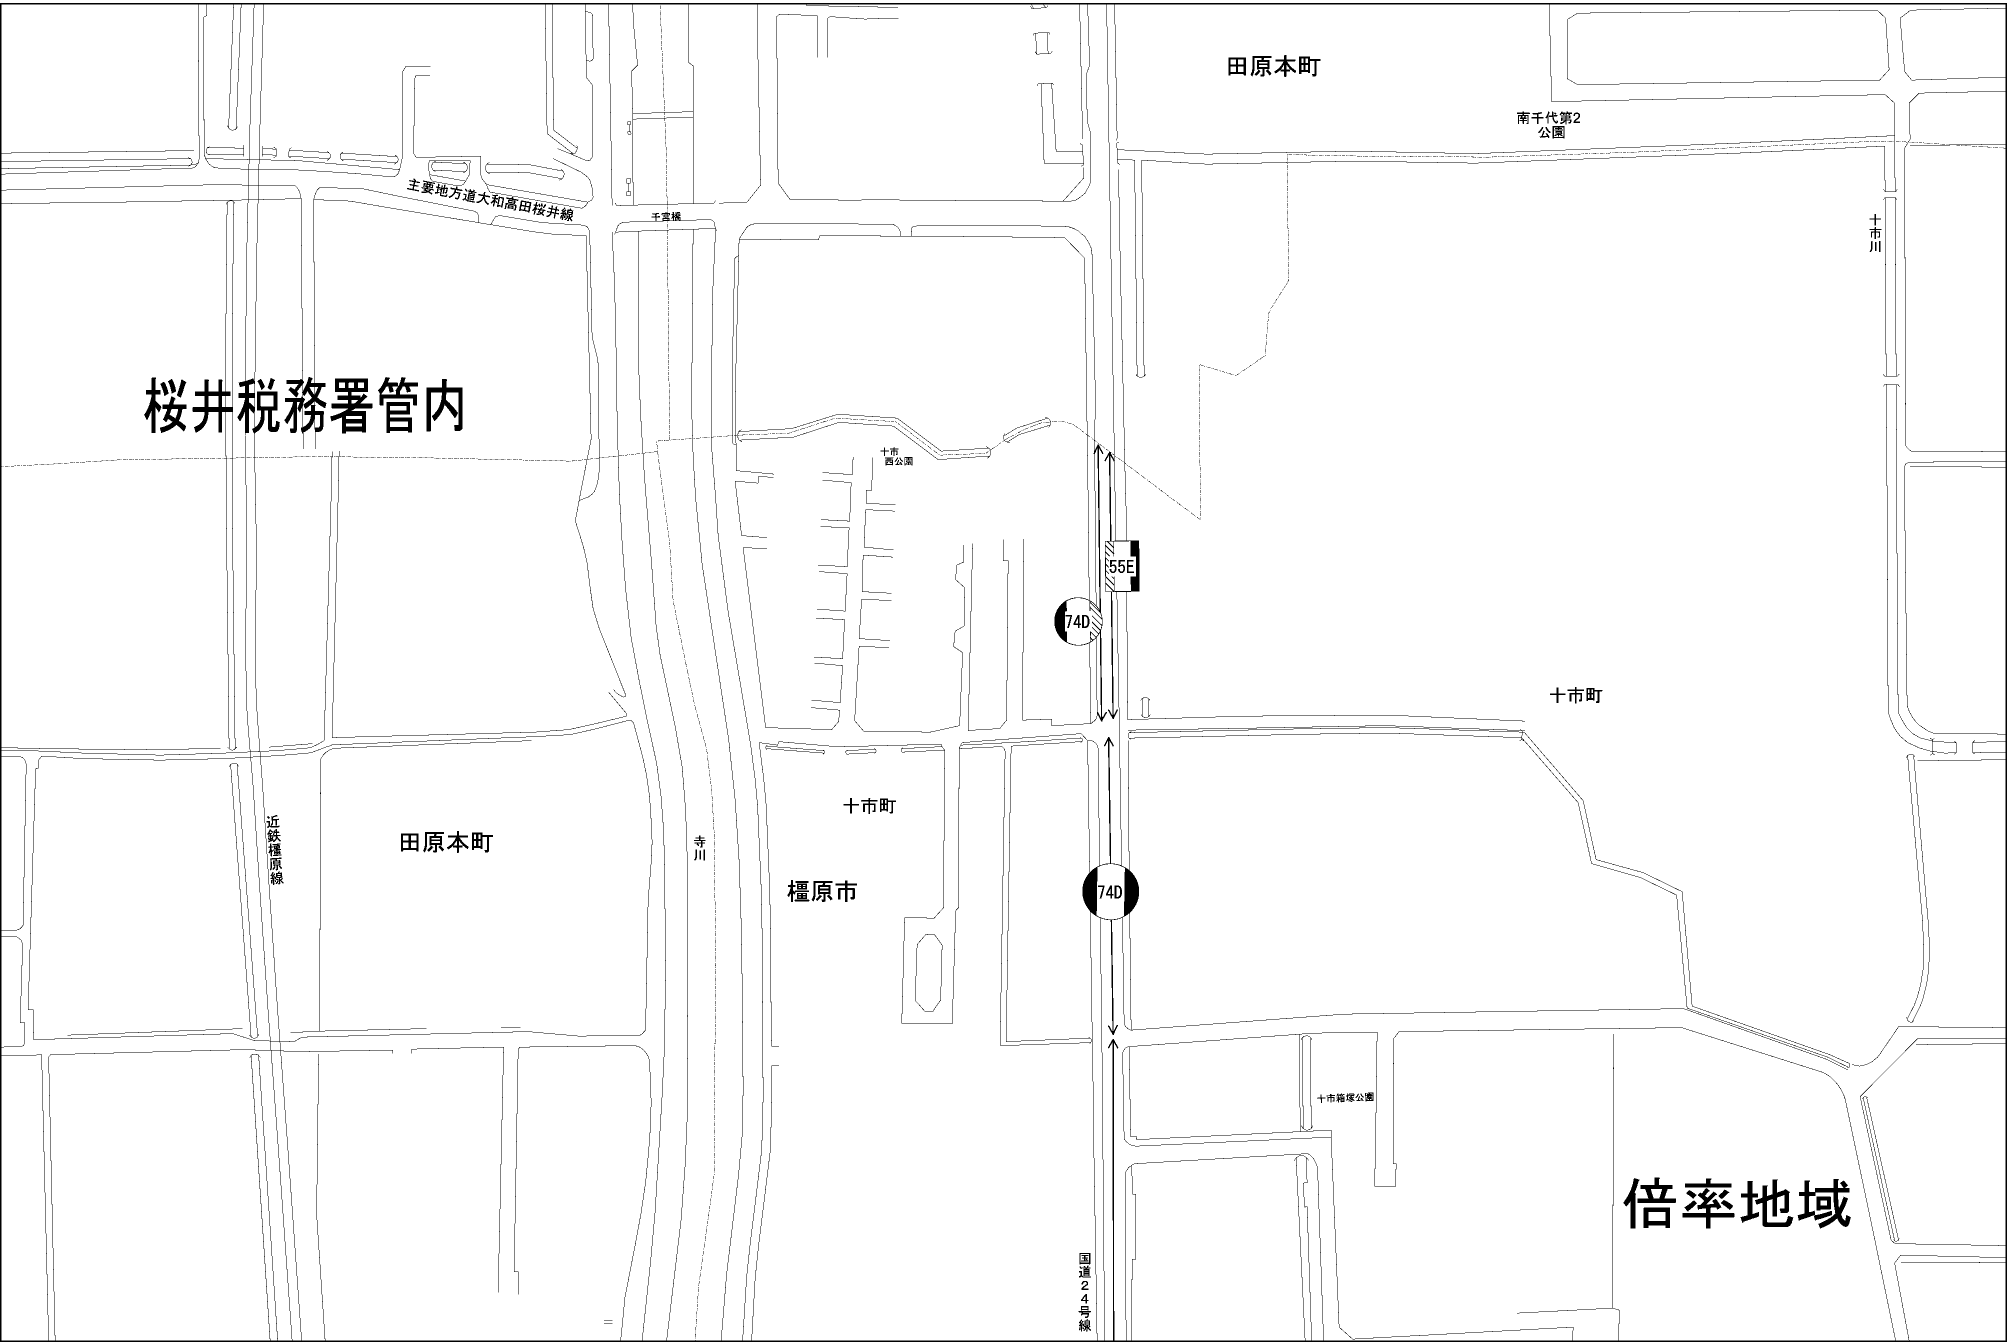 田原本町
南千代第2
公園
主要地方道大和高田桜井線
千宮橋
十市川
桜井税務署管内
十市
西公園
55E
74D
十市町
十市町
田原本町
近鉄橿原線
寺川
橿原市
74D
十市箱塚公園
倍率地域
国道24号線